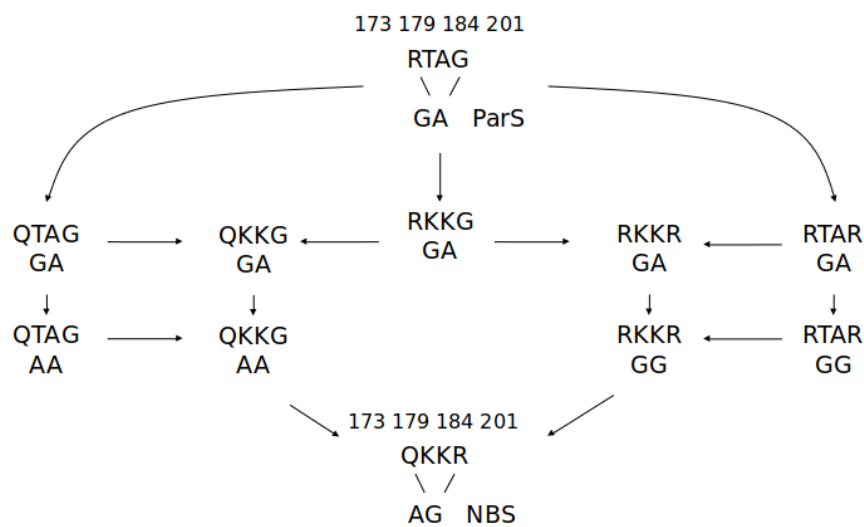 173 179 184 201
RTAG
GA ParS
QTAG
GA
QKKG
GA
RKKG
GA
RKKR
GA
RTAR
GA
QTAG
AA
QKKG
AA
RKKR
GG
RTAR
GG
173 179 184 201
QKKR
AG NBS